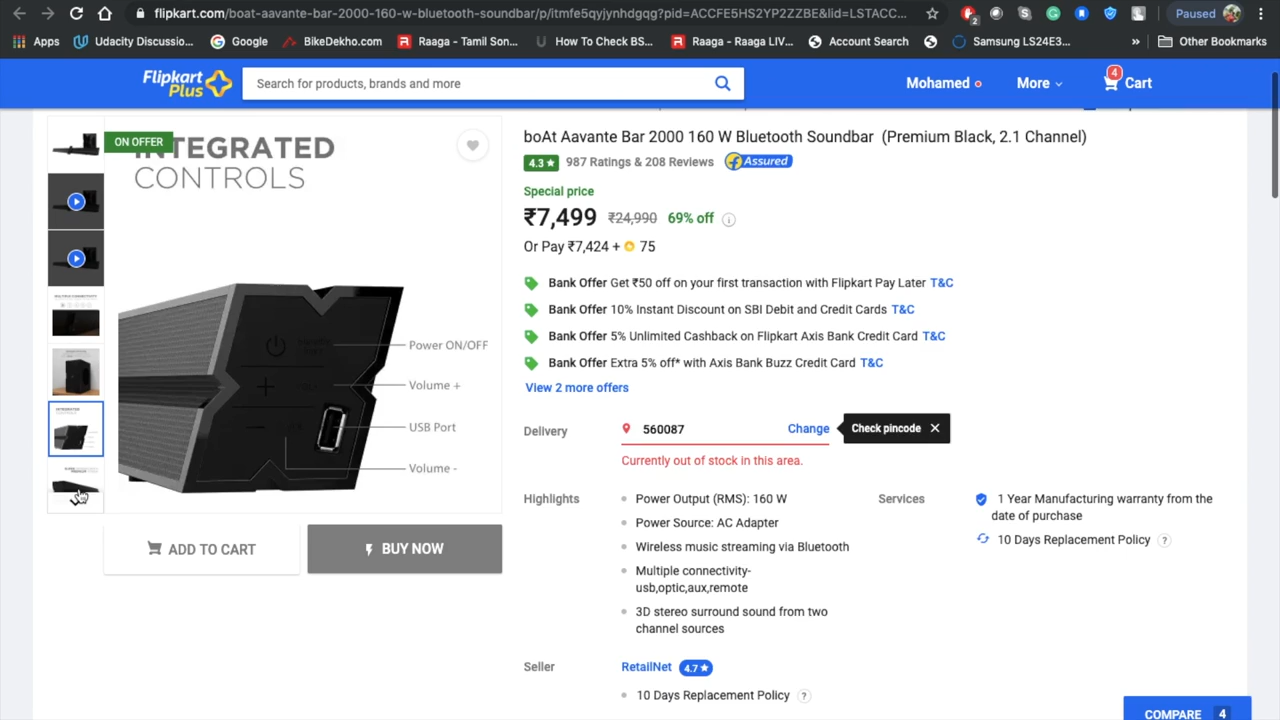 flipkart.com/boat-aavante-bar-2000-160-w-bluetooth-soundbar/p/itmfe5qyjynhdgqg?pid=ACCFE5HS2YP2ZZBE&lid=LSTACC...
2
Paused
Apps
Udacity Discussio...
Google
BikeDekho.com
Raaga - Tamil Son...
How To Check BS...
Raaga - Raaga LIV...
Account Search
Samsung LS24E3...
»
Other Bookmarks
Flipkart
Plus
Search for products, brands and more
Mohamed
More
4
Cart
ON OFFER
INTEGRATED
CONTROLS
Power ON/OFF
Volume +
USB Port
Volume -
ADD TO CART
BUY NOW
boAt Aavante Bar 2000 160 W Bluetooth Soundbar (Premium Black, 2.1 Channel)
4.3 ★ 987 Ratings & 208 Reviews Assured
Special price
₹7,499 ₹24,990 69% off
Or Pay ₹7,424 + 75
Bank Offer Get ₹50 off on your first transaction with Flipkart Pay Later T&C
Bank Offer 10% Instant Discount on SBI Debit and Credit Cards T&C
Bank Offer 5% Unlimited Cashback on Flipkart Axis Bank Credit Card T&C
Bank Offer Extra 5% off* with Axis Bank Buzz Credit Card T&C
View 2 more offers
Delivery
560087
Change
Check pincode
Currently out of stock in this area.
Highlights
Power Output (RMS): 160 W
Power Source: AC Adapter
Wireless music streaming via Bluetooth
Multiple connectivity-
usb,optic,aux,remote
3D stereo surround sound from two
channel sources
Services
1 Year Manufacturing warranty from the
date of purchase
10 Days Replacement Policy ?
Seller
RetailNet 4.7 ★
10 Days Replacement Policy ?
COMPARE 4